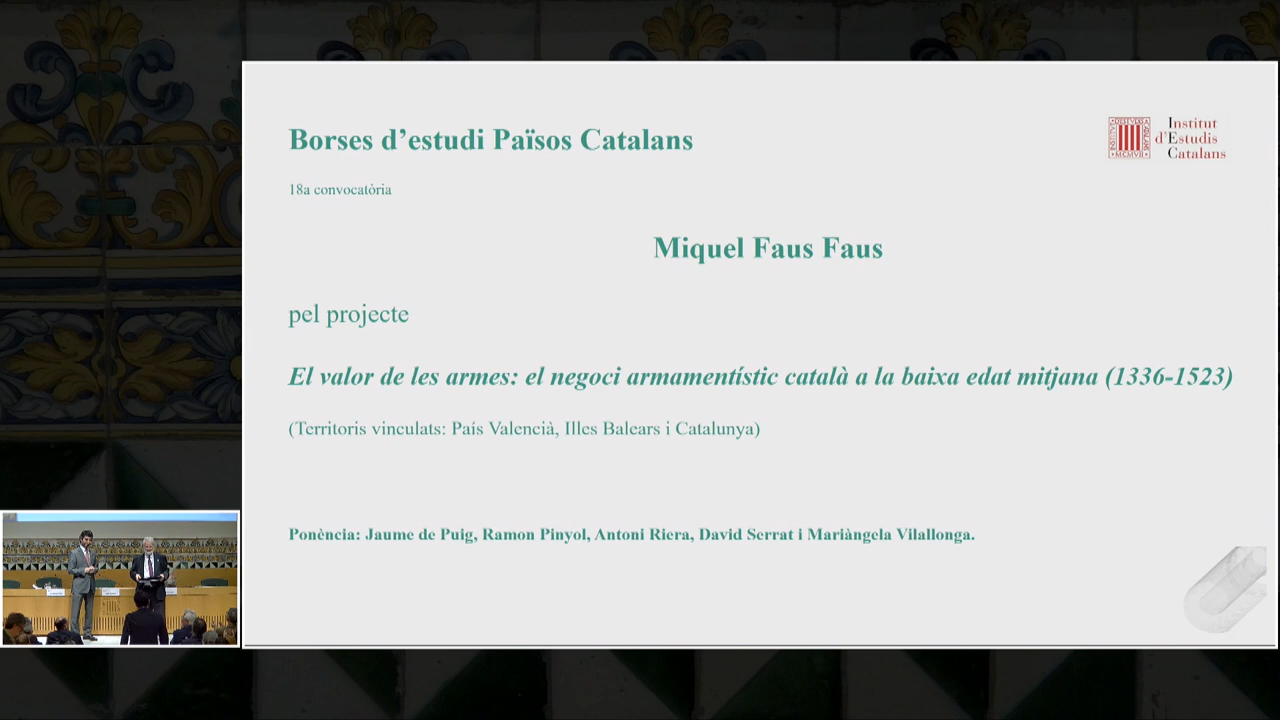 Borses d’estudi Països Catalans
Institut
d’Estudis
Catalans
18a convocatòria
Miquel Faus Faus
pel projecte
El valor de les armes: el negoci armamentístic català a la baixa edat mitjana (1336-1523)
(Territoris vinculats: País Valencià, Illes Balears i Catalunya)
Ponència: Jaume de Puig, Ramon Pinyol, Antoni Riera, David Serrat i Mariàngela Vilallonga.